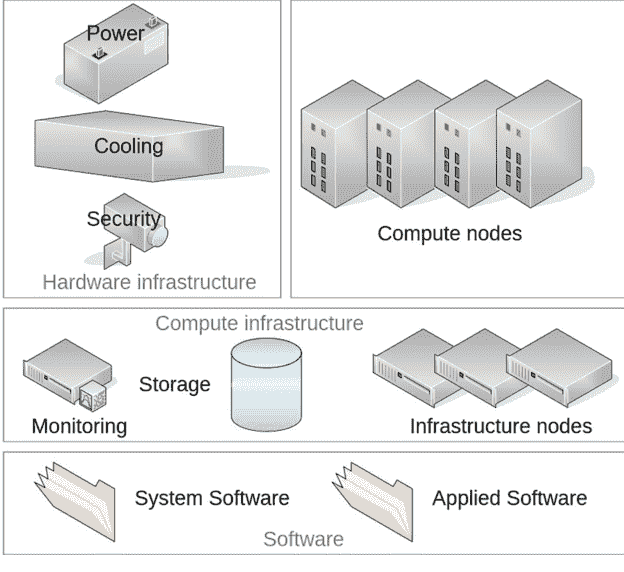 Power
Cooling
Security
Hardware infrastructure
Compute nodes
Compute infrastructure
Storage
Monitoring
Infrastructure nodes
System Software
Applied Software
Software